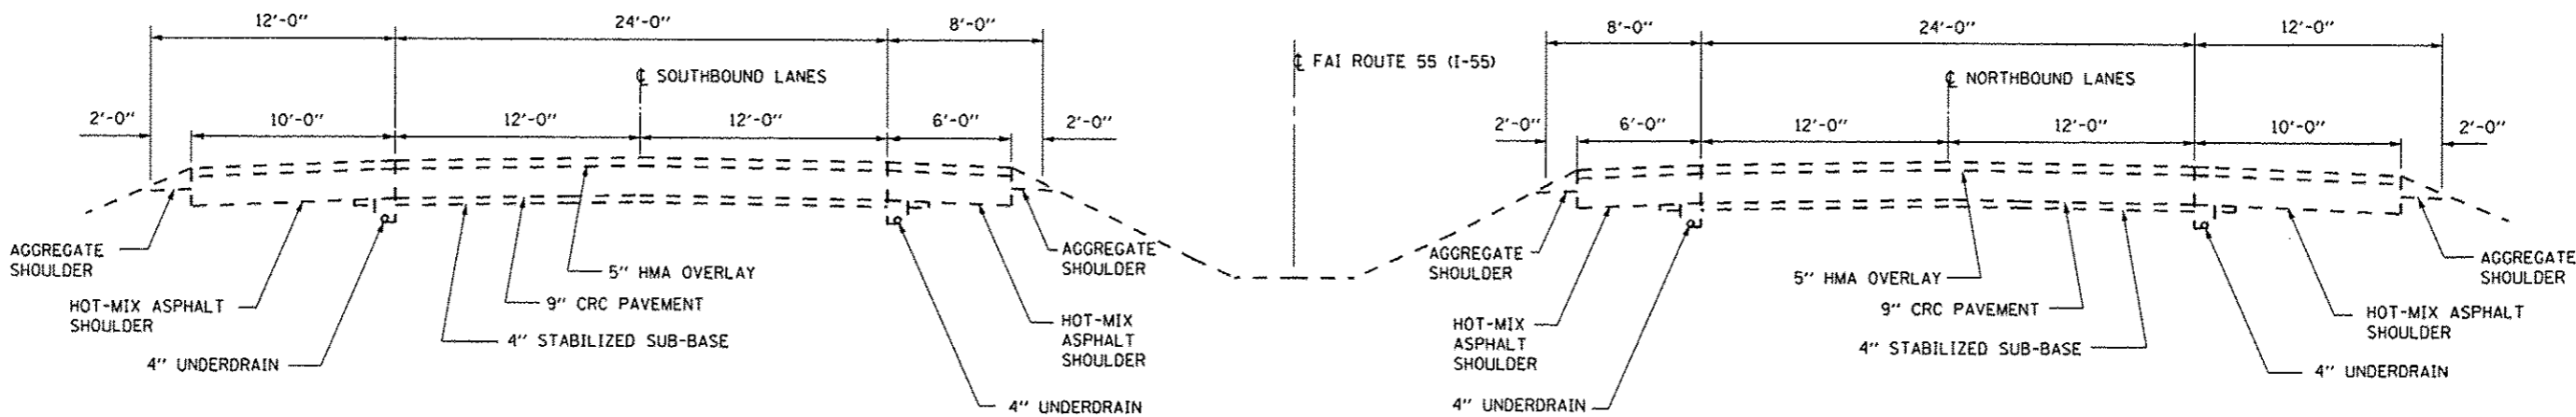 12'-0" 24'-0" 8'-0" 8'-0" 24'-0" 12'-0"
℄ FAI ROUTE 55 (I-55)
℄ SOUTHBOUND LANES
℄ NORTHBOUND LANES
2'-0" 10'-0" 12'-0" 12'-0" 6'-0" 2'-0" 2'-0" 6'-0" 12'-0" 12'-0" 10'-0" 2'-0"
AGGREGATE
SHOULDER
HOT-MIX ASPHALT
SHOULDER
4" UNDERDRAIN
5" HMA OVERLAY
9" CRC PAVEMENT
4" STABILIZED SUB-BASE
AGGREGATE
SHOULDER
HOT-MIX
ASPHALT
SHOULDER
4" UNDERDRAIN
AGGREGATE
SHOULDER
HOT-MIX
ASPHALT
SHOULDER
4" UNDERDRAIN
5" HMA OVERLAY
9" CRC PAVEMENT
4" STABILIZED SUB-BASE
AGGREGATE
SHOULDER
HOT-MIX ASPHALT
SHOULDER
4" UNDERDRAIN